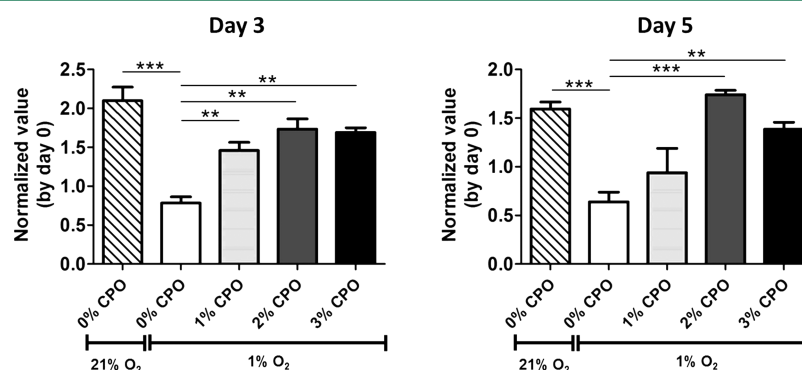 Day 3
Normalized value
(by day 0)
2.5
2.0
1.5
1.0
0.5
0.0
***
**
**
**
0% CPO
0% CPO
1% CPO
2% CPO
3% CPO
21% O₂
1% O₂
Day 5
Normalized value
(by day 0)
2.0
1.5
1.0
0.5
0.0
**
***
***
0% CPO
0% CPO
1% CPO
2% CPO
3% CPO
21% O₂
1% O₂